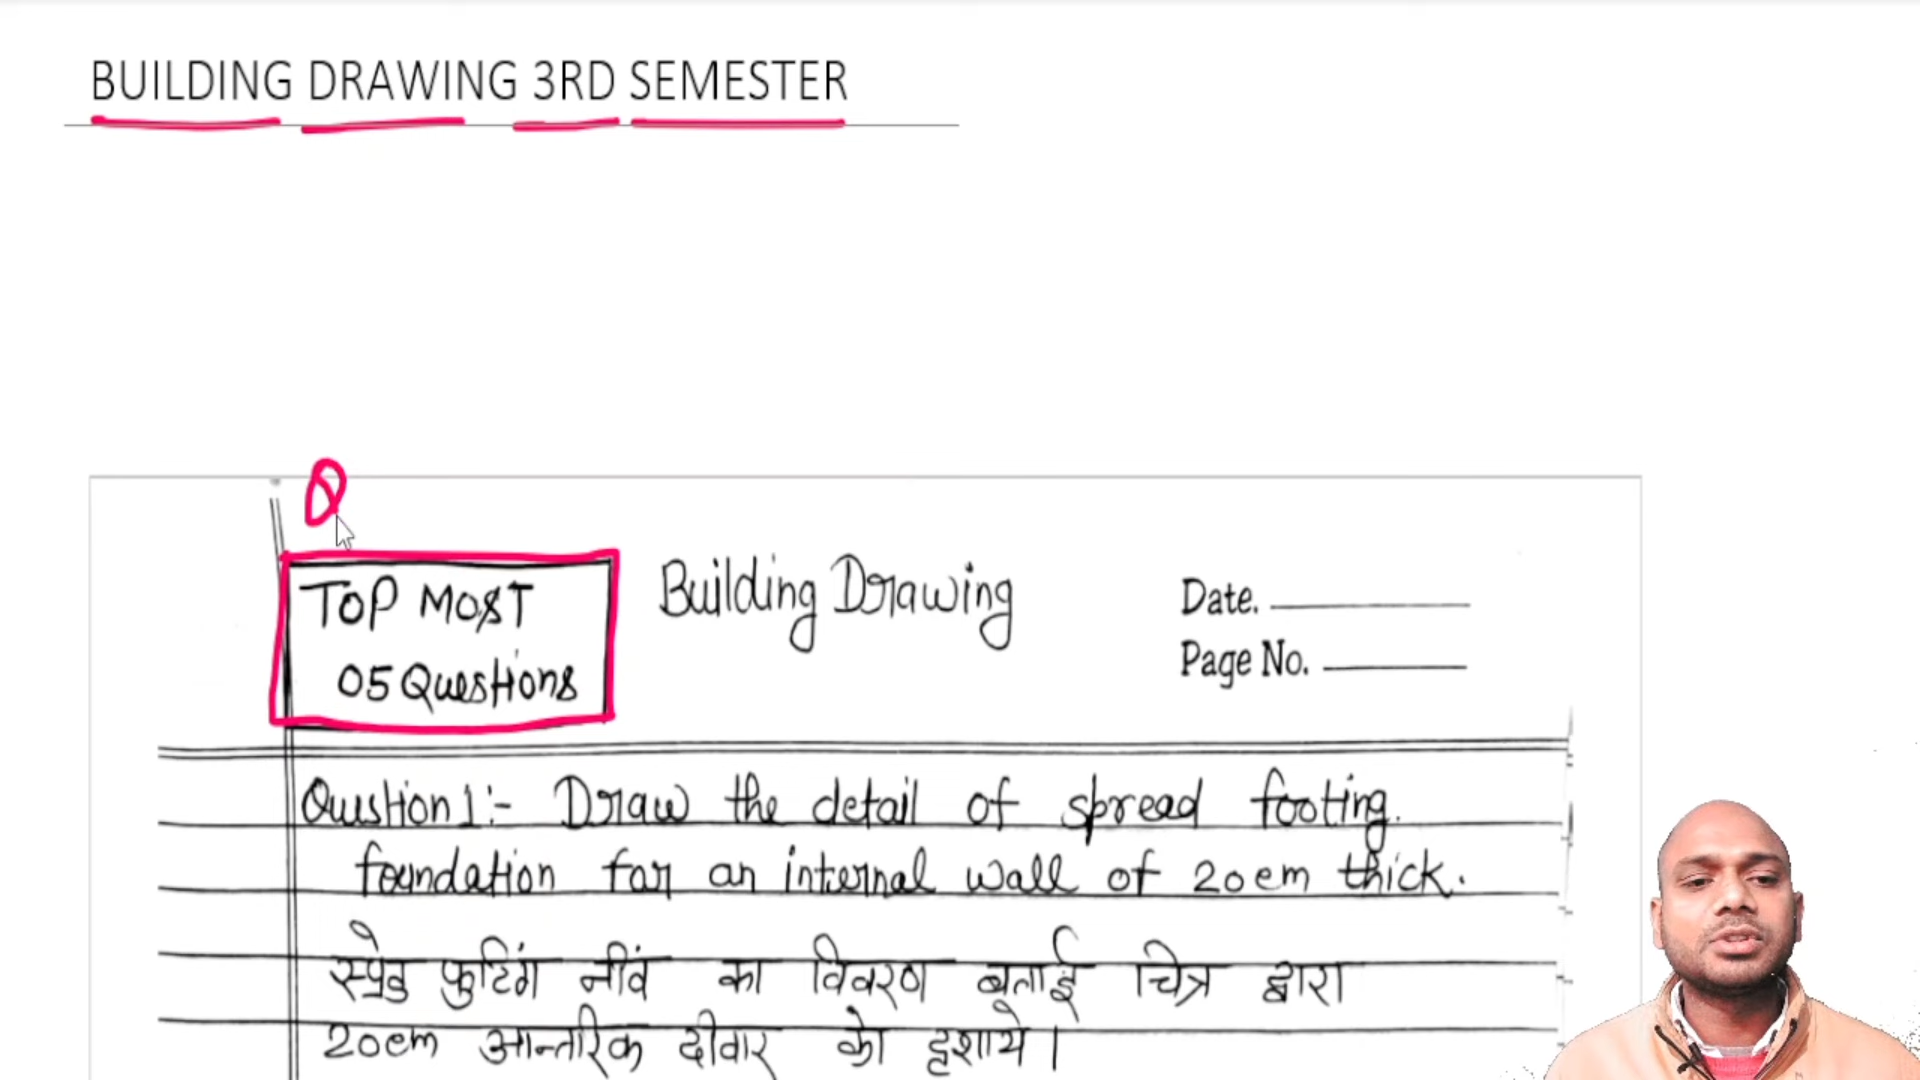 BUILDING DRAWING 3RD SEMESTER
Q
TOP MOST
05 Questions
Building Drawing
Date.
Page No.
Question 1:- Draw the detail of spread footing.
foundation for an internal wall of 20cm thick.
स्प्रेड फुटिंग नींव का विवरण बताई चित्र द्वारा
20cm आन्तरिक दीवार को दृशाये।